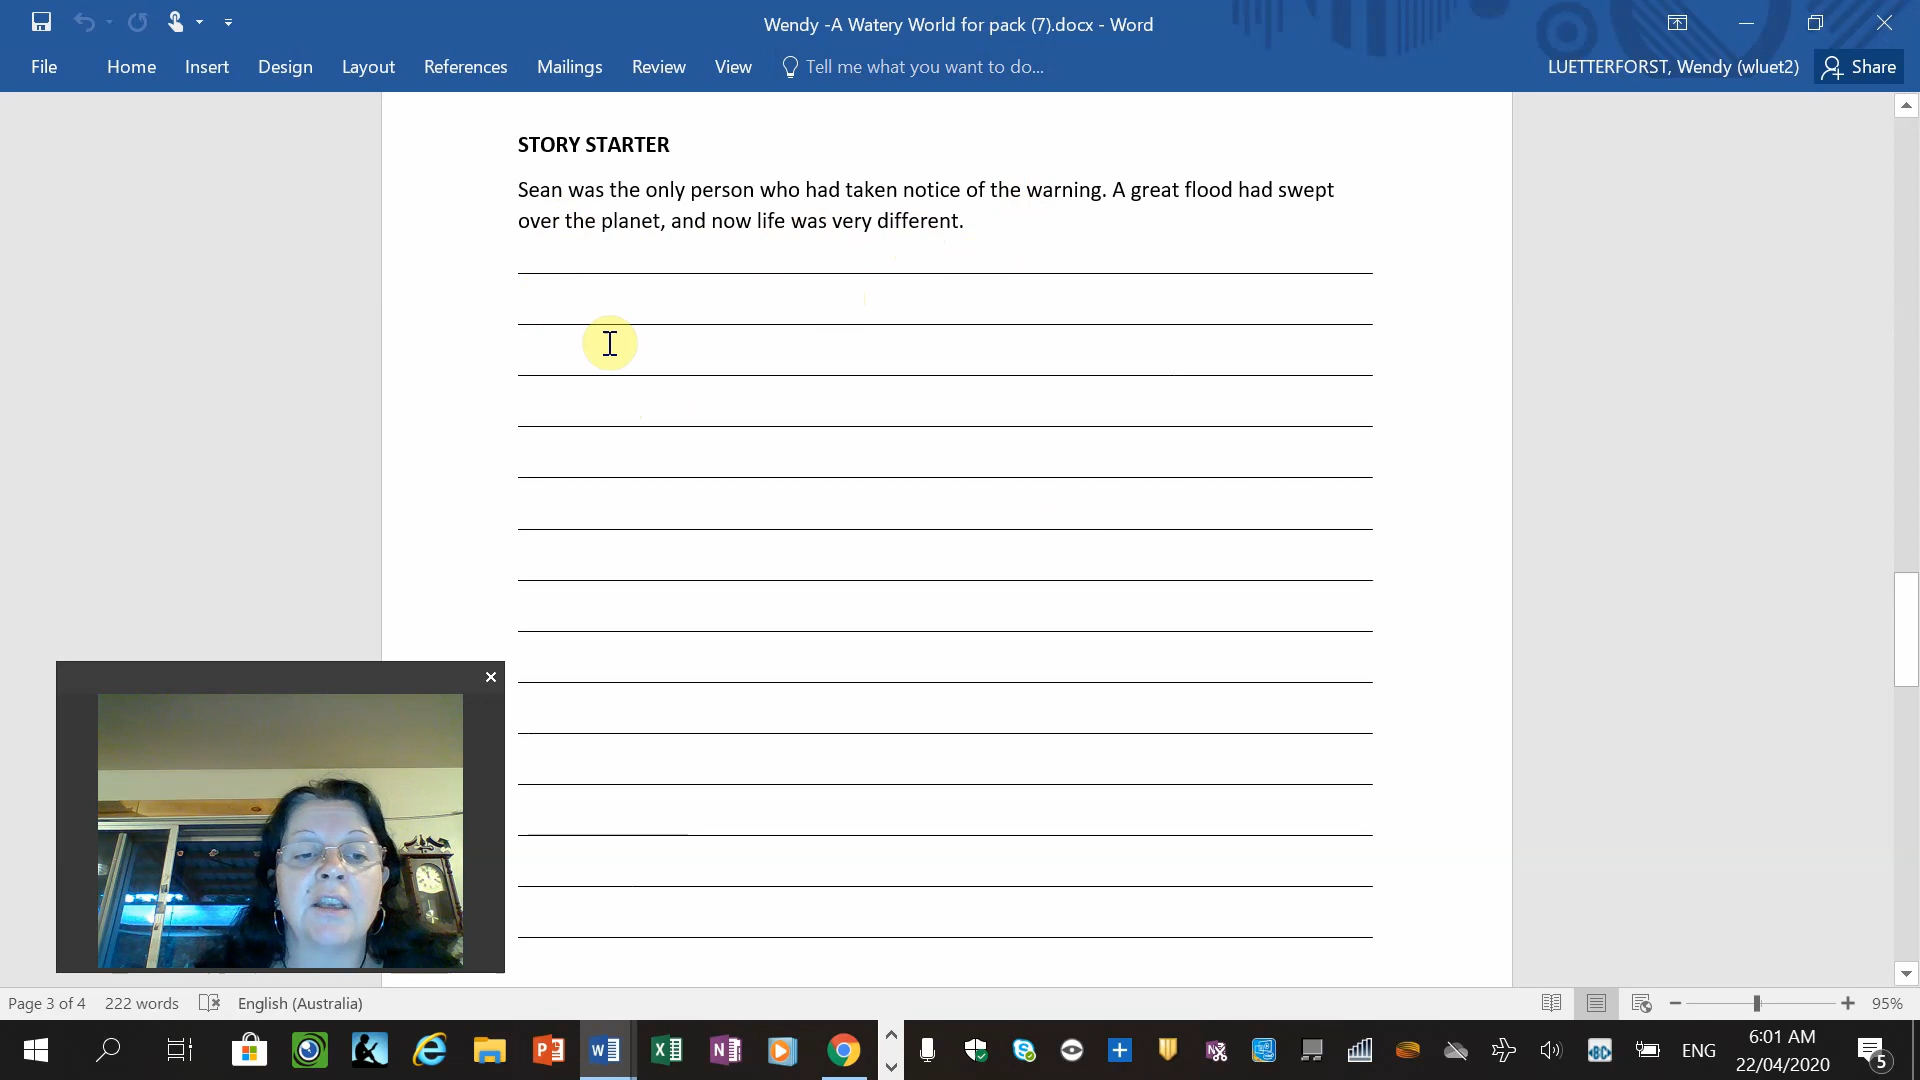 Wendy -A Watery World for pack (7).docx - Word
File Home Insert Design Layout References Mailings Review View Tell me what you want to do... LUETTERFORST, Wendy (wluet2) Share
STORY STARTER
Sean was the only person who had taken notice of the warning. A great flood had swept
over the planet, and now life was very different.
Page 3 of 4 222 words English (Australia) 95%
6:01 AM
ENG
22/04/2020
5